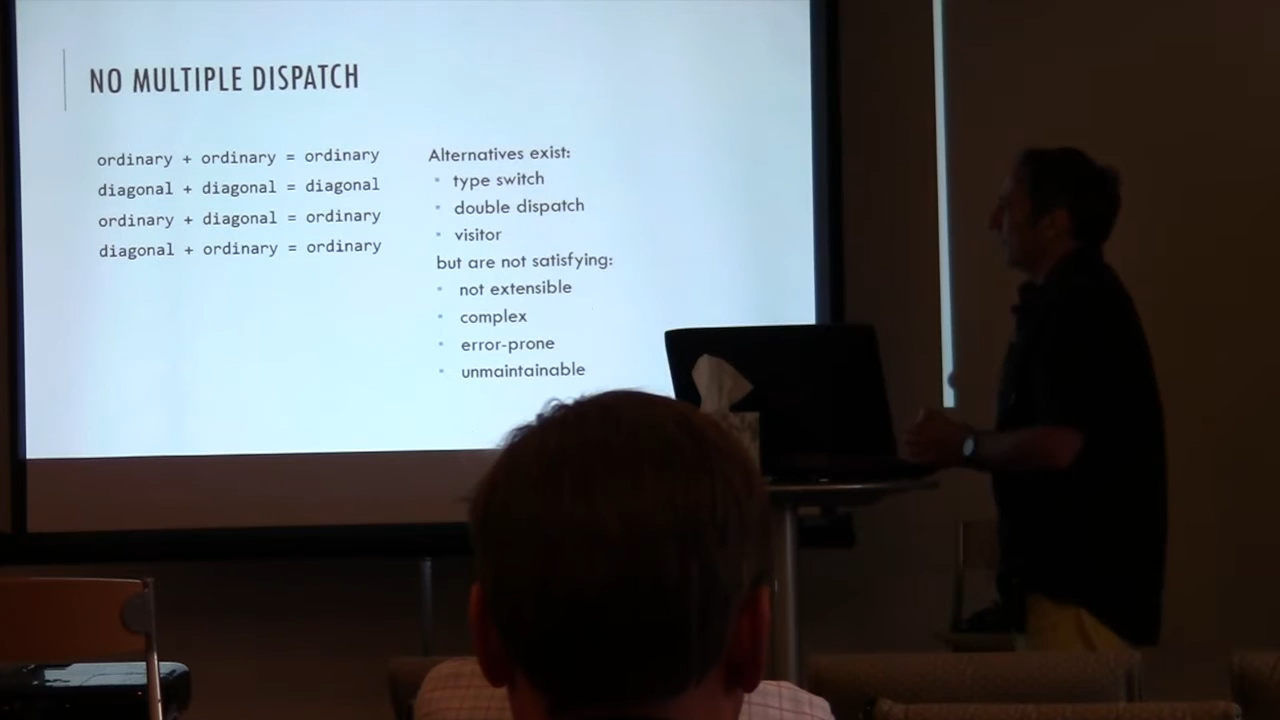 NO MULTIPLE DISPATCH
ordinary + ordinary = ordinary
diagonal + diagonal = diagonal
ordinary + diagonal = ordinary
diagonal + ordinary = ordinary
Alternatives exist:
type switch
double dispatch
visitor
but are not satisfying:
not extensible
complex
error-prone
unmaintainable